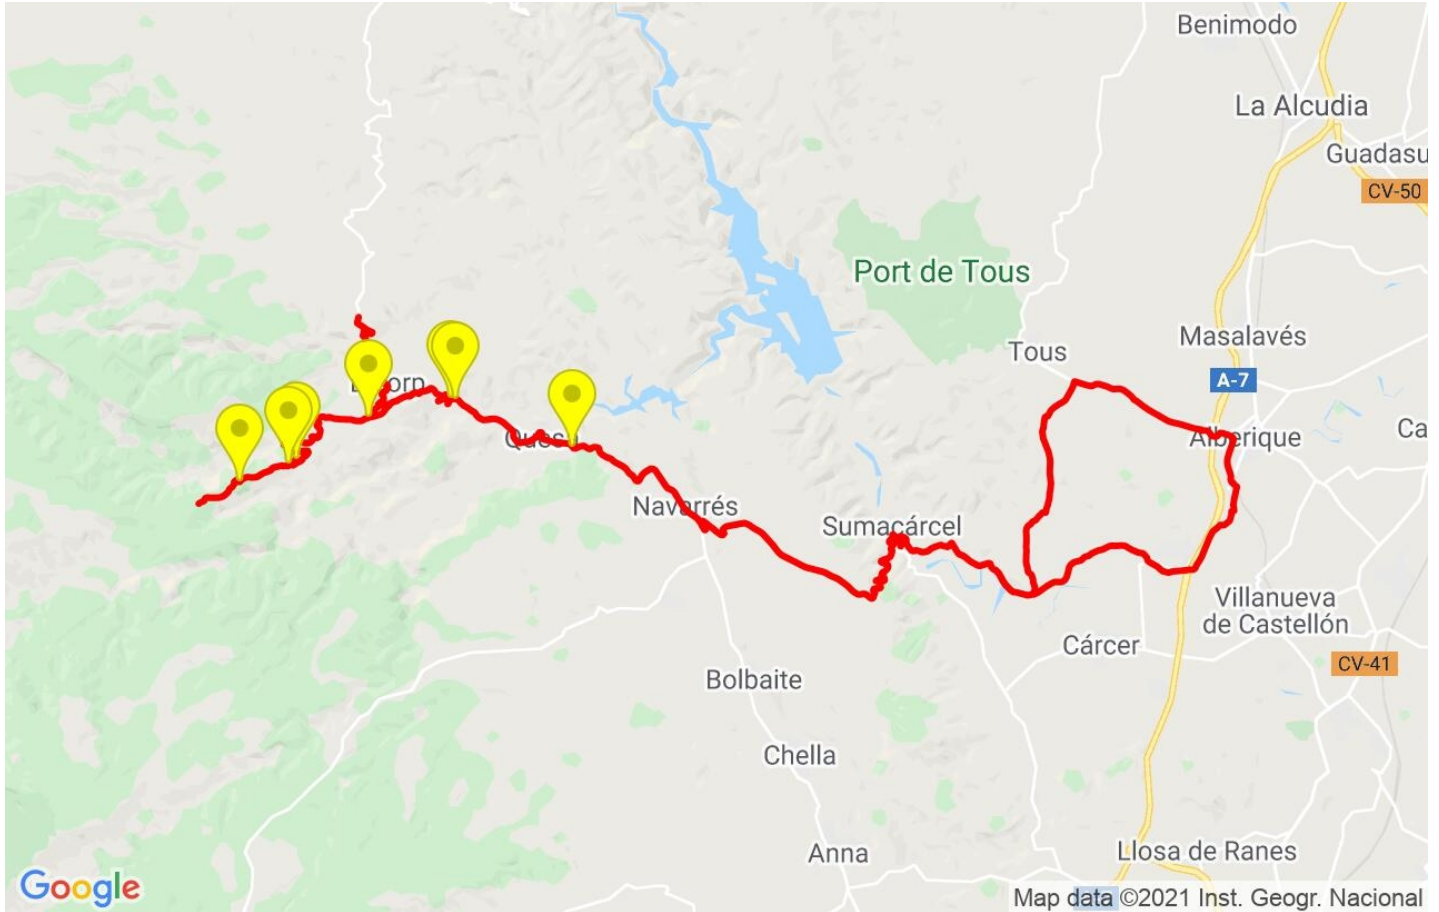 Benimodo
La Alcudia
Guadasu
CV-50
Port de Tous
Masalavés
Tous
A-7
Ca
Alberique
Navarrés
Sumacárcel
Villanueva
de Castellón
Cárcer
CV-41
Bolbaite
Chella
Anna
Llosa de Ranes
Google
Map data ©2021 Inst. Geogr. Nacional